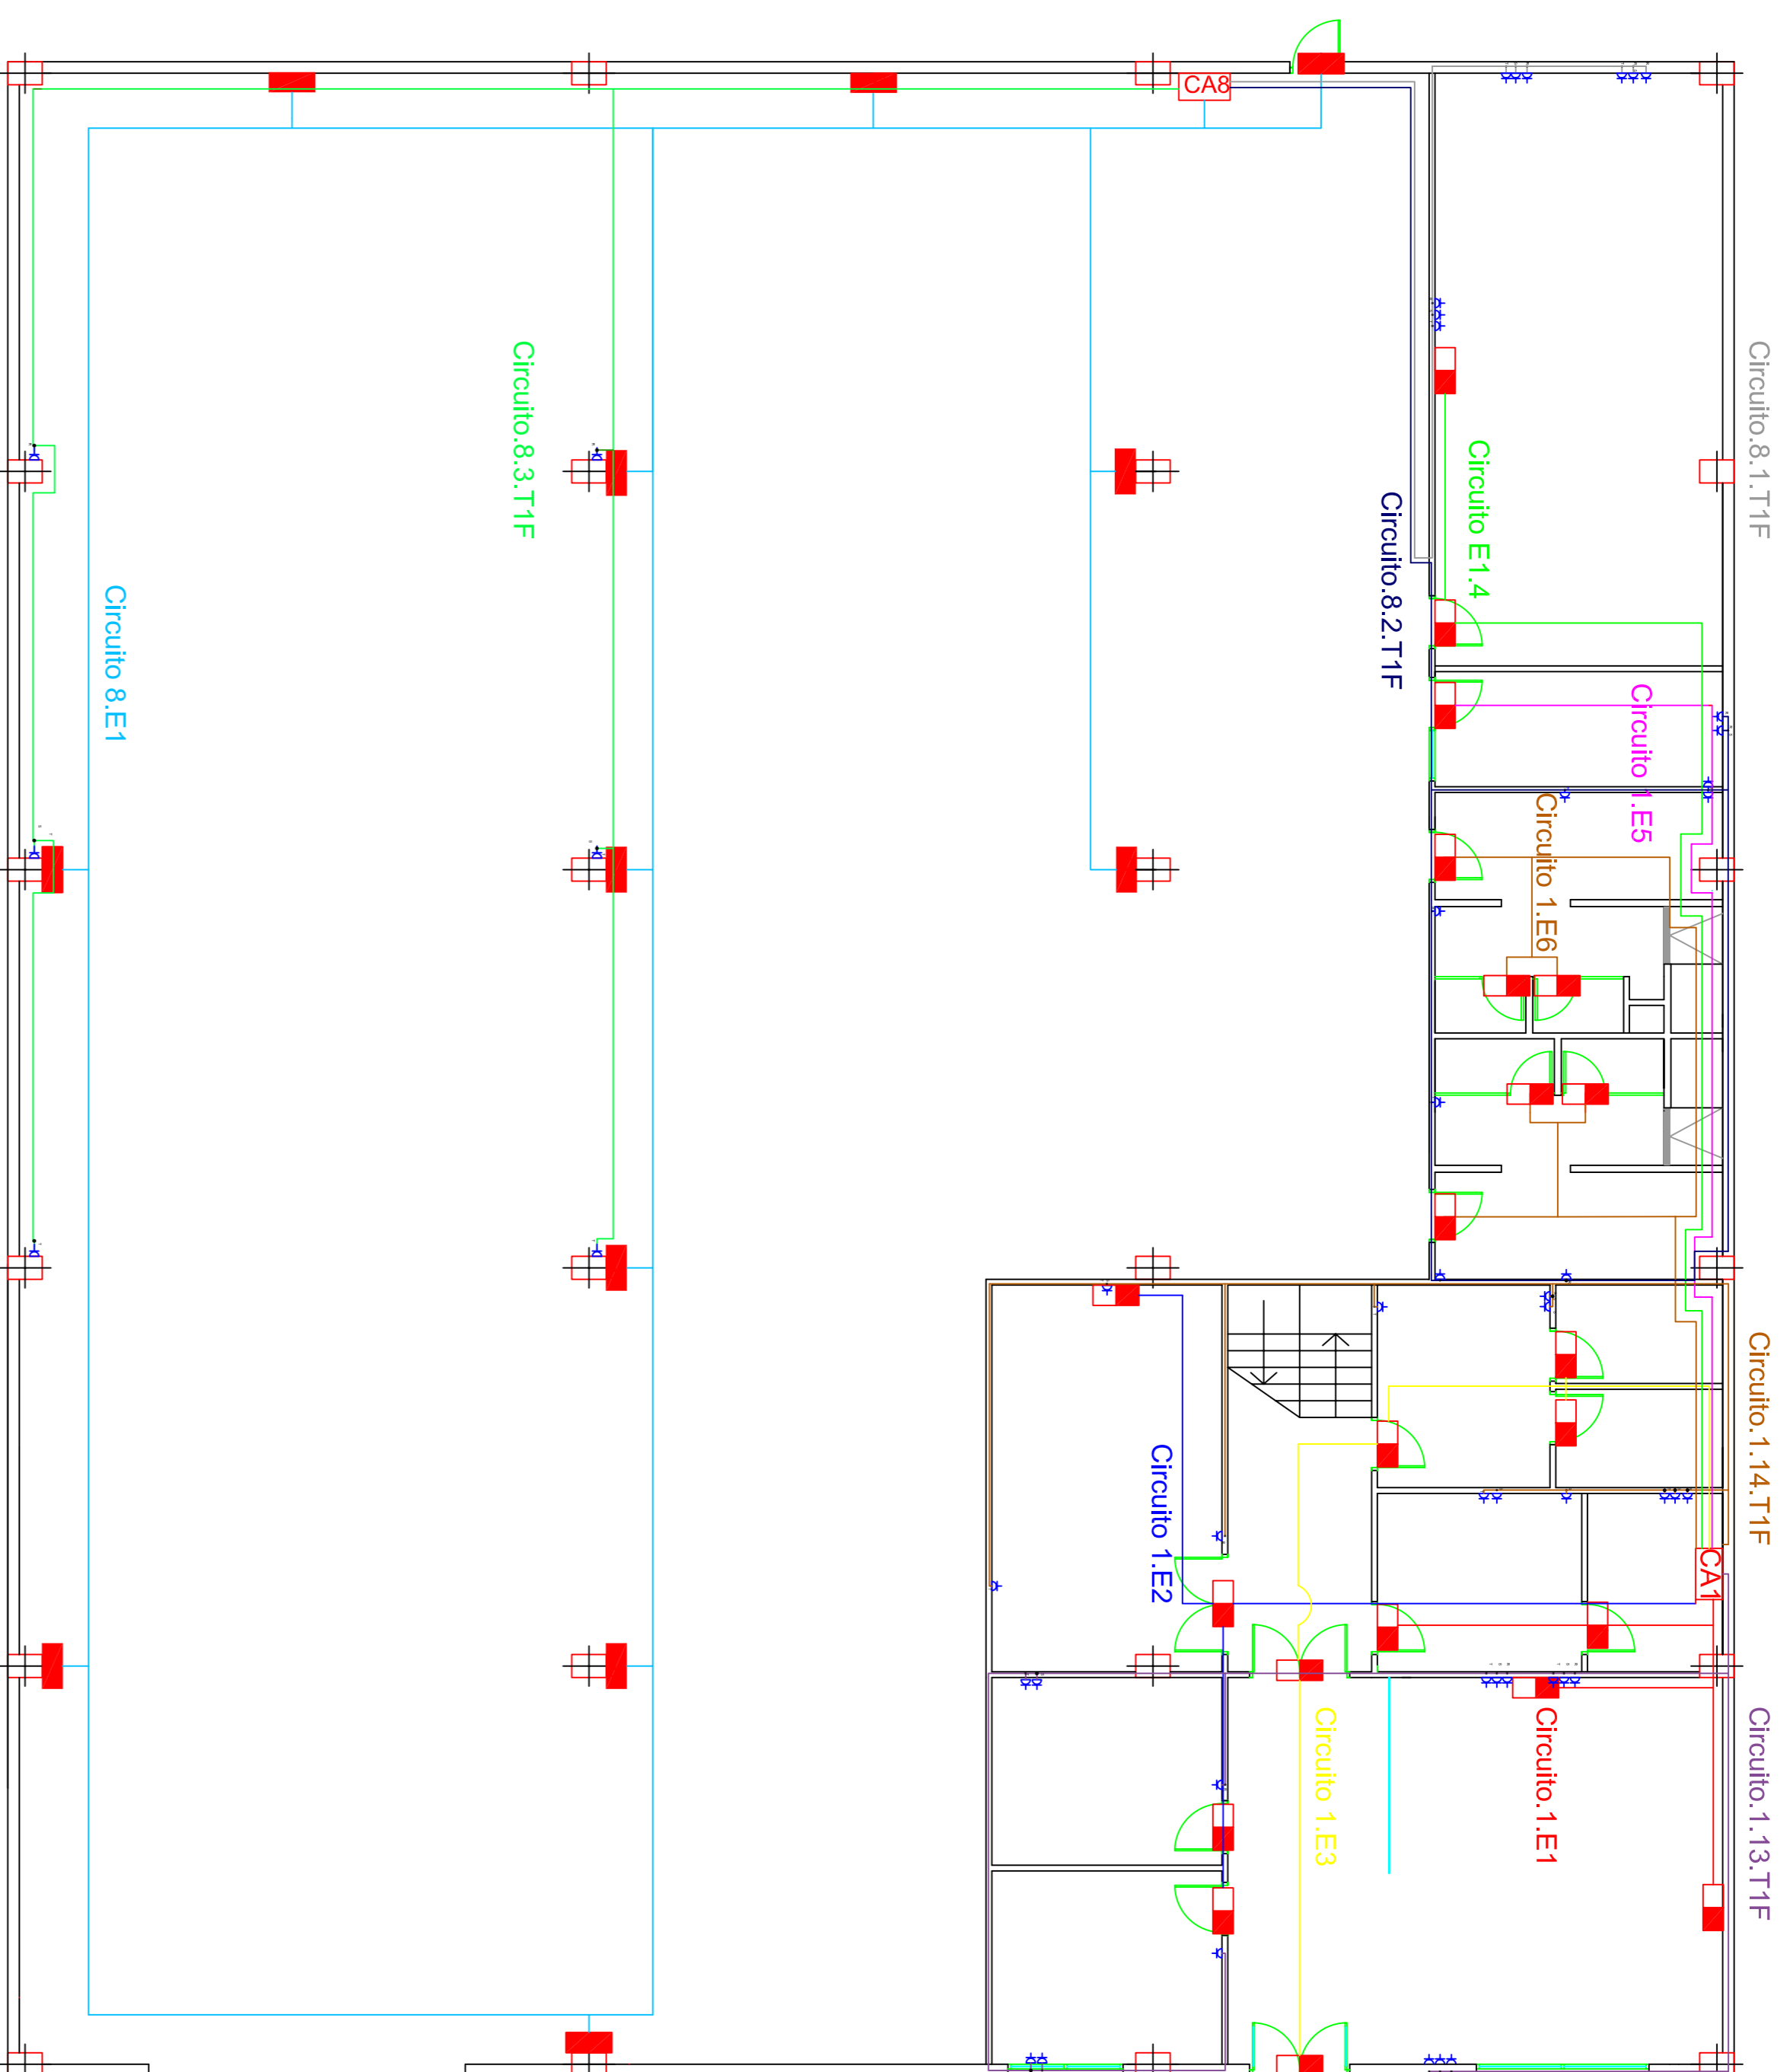 CA8
Circuito.8.1.T1F
Circuito.8.3.T1F
Circuito E1.4
Circuito.8.2.T1F
Circuito 8.E1
Circuito 1.E5
Circuito 1.E6
Circuito.1.14.T1F
Circuito 1.E2
CA1
Circuito 1.E3
Circuito.1.E1
Circuito.1.13.T1F